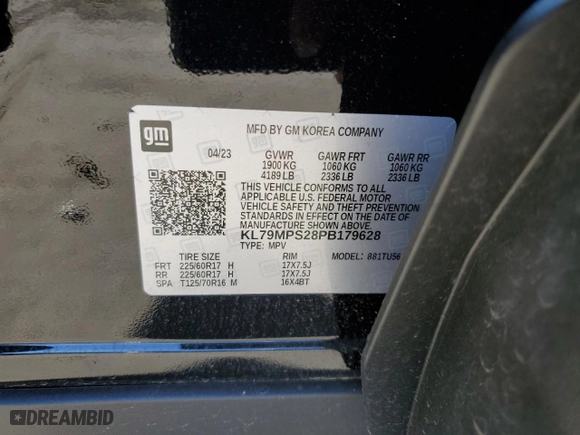 gm
MFD BY GM KOREA COMPANY
04/23 GVWR GAWR FRT GAWR RR
1900 KG 1060 KG 1060 KG
4189 LB 2336 LB 2336 LB
THIS VEHICLE CONFORMS TO ALL
APPLICABLE U.S. FEDERAL MOTOR
VEHICLE SAFETY AND THEFT PREVENTION
STANDARDS IN EFFECT ON THE DATE OF
MANUFACTURE SHOWN ABOVE.
KL79MPS28PB179628
TYPE: MPV
TIRE SIZE RIM MODEL: 881TU56
FRT 225/60R17 H 17X7.5J
RR 225/60R17 H 17X7.5J
SPA T125/70R16 M 16X4BT
DREAMBID